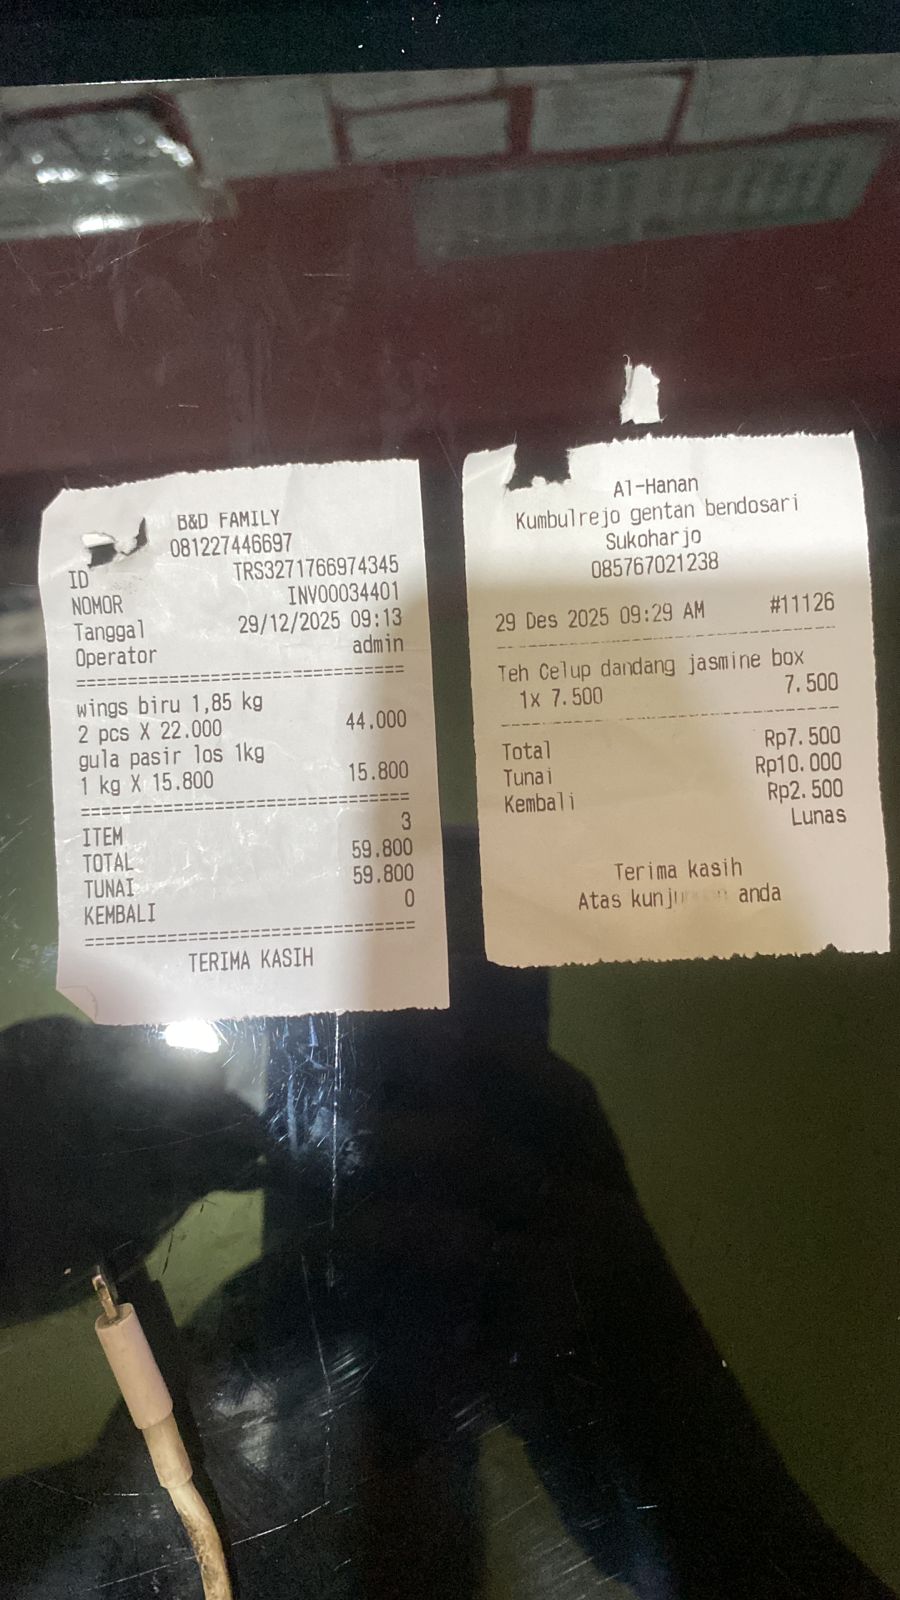 B&D FAMILY
081227446697
ID TRS3271766974345
NOMOR INV00034401
Tanggal 29/12/2025 09:13
Operator admin
================================
wings biru 1,85 kg
2 pcs X 22.000 44.000
gula pasir los 1kg
1 kg X 15.800 15.800
================================
ITEM 3
TOTAL 59.800
TUNAI 59.800
KEMBALI 0
================================
TERIMA KASIH
Al-Hanan
Kumbulrejo gentan bendosari
Sukoharjo
085767021238
29 Des 2025 09:29 AM #11126
--------------------------------
Teh Celup dandang jasmine box
1x 7.500 7.500
--------------------------------
Total Rp7.500
Tunai Rp10.000
Kembali Rp2.500
Lunas
Terima kasih
Atas anda